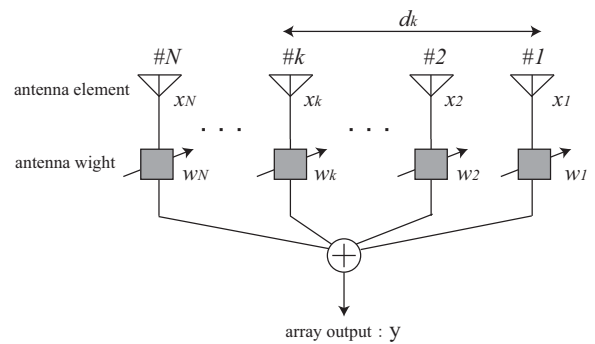 dk
#N #k #2 #1
antenna element
xN xk x2 x1
. . . . . .
antenna wight
wN wk w2 w1
array output : y